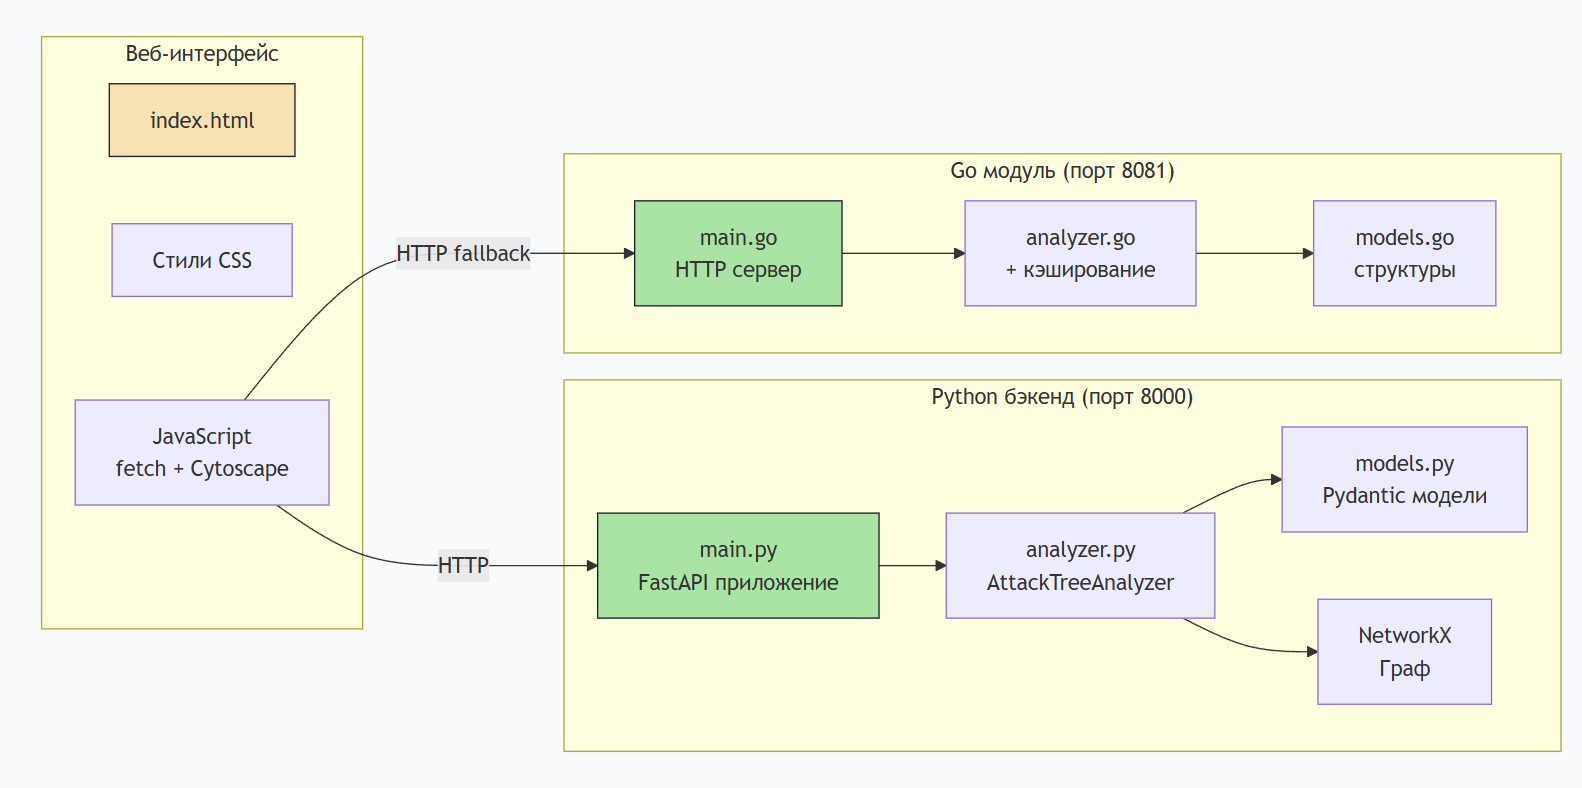 Веб-интерфейс
index.html
Стили CSS
JavaScript
fetch + Cytoscape
HTTP fallback
HTTP
Go модуль (порт 8081)
main.go
HTTP сервер
analyzer.go
+ кэширование
models.go
структуры
Python бэкенд (порт 8000)
main.py
FastAPI приложение
analyzer.py
AttackTreeAnalyzer
models.py
Pydantic модели
NetworkX
Граф